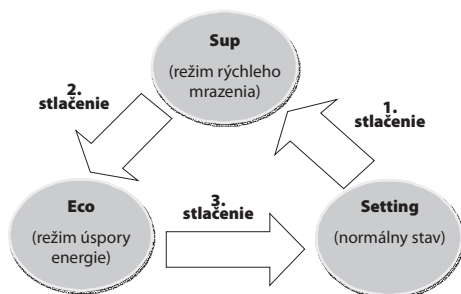 Sup
(režim rýchleho
mrazenia)
2.
stlačenie
1.
stlačenie
Eco
(režim úspory
energie)
3.
stlačenie
Setting
(normálny stav)